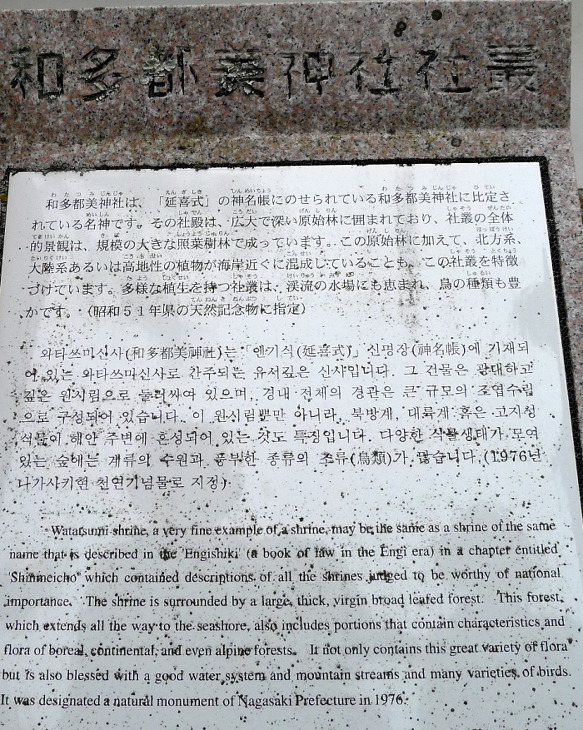 和多都美神社社叢
和多都美神社は、「延喜式」の神名帳にのせられている和多都美神社に比定さ
れている名神です。その社殿は、広大で深い原始林に囲まれており、社叢の全体
的景観は、規模の大きな照葉樹林で成っています。この原始林に加えて、北方系、
大陸系あるいは高地性の植物が海岸近くに混成していることも、この社叢を特徴
づけています。多様な植生を持つ社叢は、渓流の水場にも恵まれ、鳥の種類も豊
かです。(昭和51年県の天然記念物に指定)
와타쓰미신사(和多都美神社)는「엔기식(延喜式)」신명장(神名帳)에 기재되
어 있는 와타쓰미신사로 간주되는 유서깊은 신사입니다. 그 건물은 광대하고
깊은 원시림으로 둘러싸여 있으며, 경내 전체의 경관은 큰 규모의 조엽수림
으로 구성되어 있습니다. 이 원시림뿐만 아니라, 북방계, 대륙계 혹은 고지성
식물이 해안 주변에 혼성되어 있는 것도 특징입니다. 다양한 식물생태가 모여
있는 숲에는 계류의 수원과 풍부한 종류의 조류(鳥類)가 많습니다.(1976년
나가사키현 천연기념물로 지정)
Watatsumi shrine, a very fine example of a shrine, may be the same as a shrine of the same
name that is described in the 'Engishiki' (a book of law in the Engi era) in a chapter entitled
'Shinmeicho' which contained descriptions of all the shrines judged to be worthy of national
importance. The shrine is surrounded by a large, thick, virgin broad leafed forest. This forest,
which extends all the way to the seashore, also includes portions that contain characteristics and
flora of boreal, continental, and even alpine forests. It not only contains this great variety of flora
but is also blessed with a good water system and mountain streams and many varieties of birds.
It was designated a natural monument of Nagasaki Prefecture in 1976.